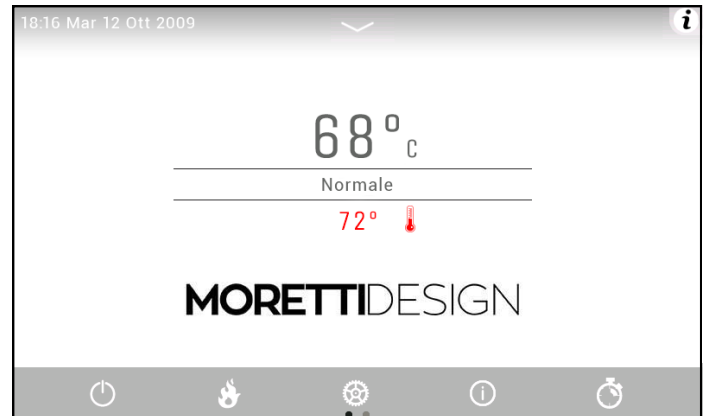 18:16 Mar 12 Ott 2009
i
68° C
Normale
72°
MORETTIDESIGN
i